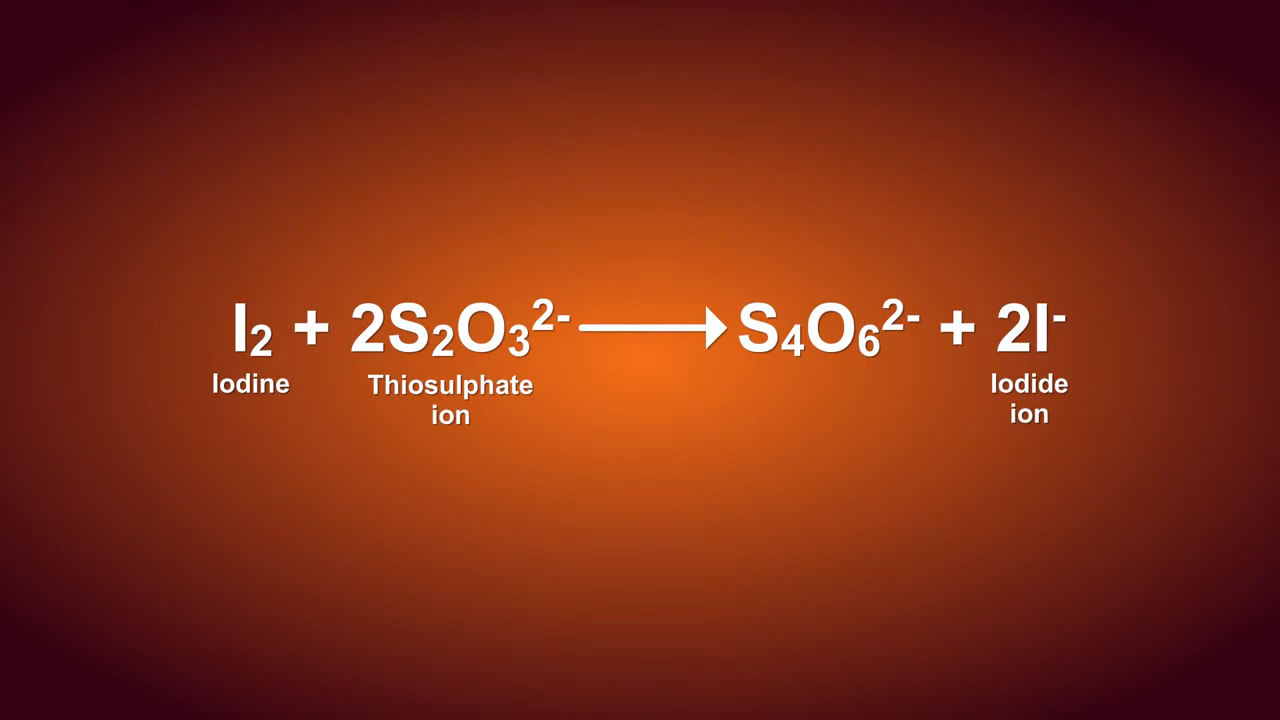 I₂ + 2S₂O₃²⁻ ⟶ S₄O₆²⁻ + 2I⁻
Iodine Thiosulphate ion Iodide ion